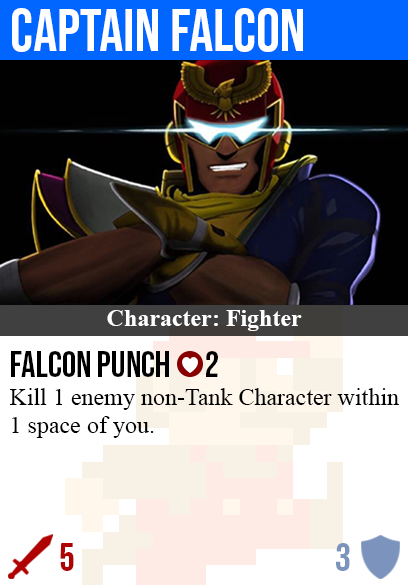 CAPTAIN FALCON
Character: Fighter
FALCON PUNCH 2
Kill 1 enemy non-Tank Character within
1 space of you.
5 3